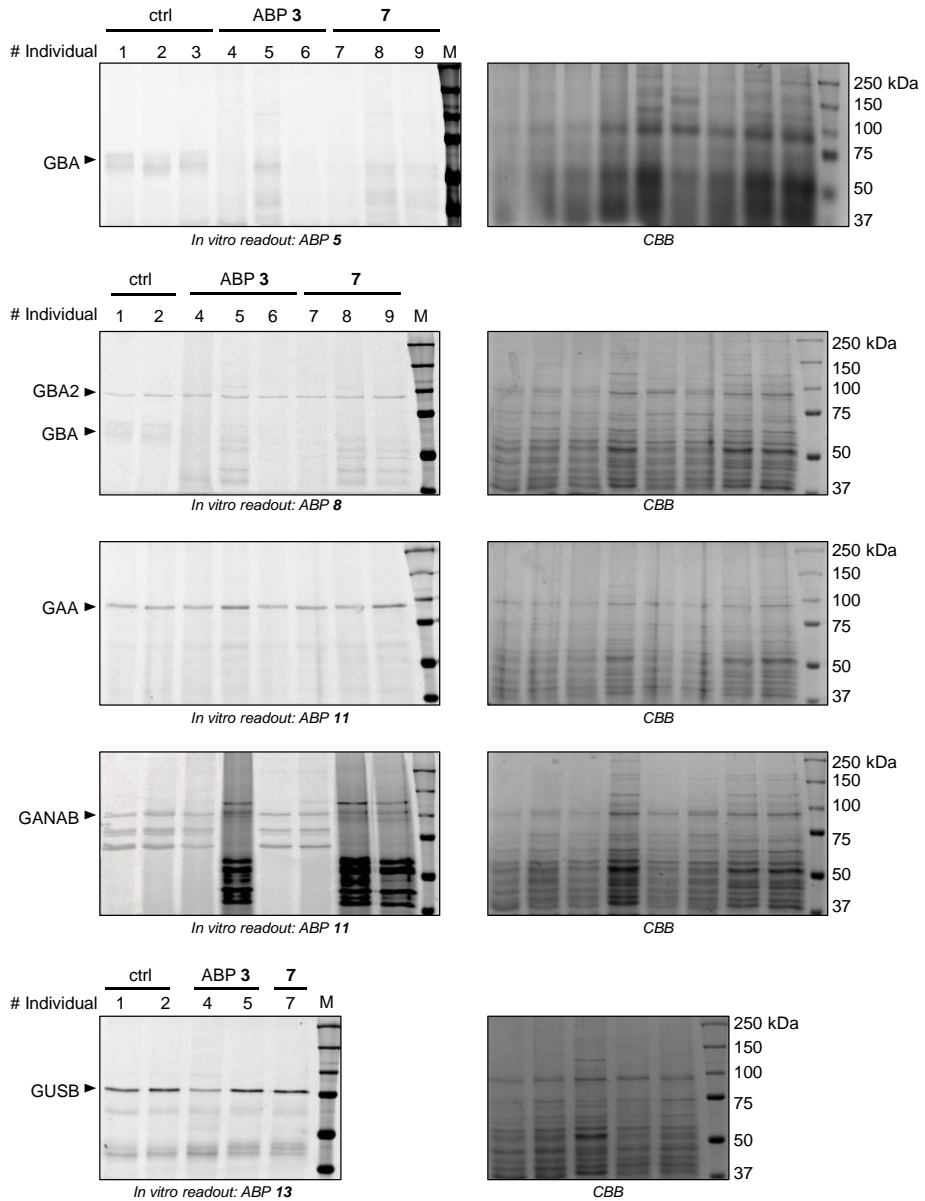 ctrl ABP 3 7
# Individual 1 2 3 4 5 6 7 8 9 M
250 kDa
150
100
75
50
37
GBA
In vitro readout: ABP 5 CBB
ctrl ABP 3 7
# Individual 1 2 4 5 6 7 8 9 M
250 kDa
150
100
75
50
37
GBA2
GBA
In vitro readout: ABP 8 CBB
250 kDa
150
100
75
50
37
GAA
In vitro readout: ABP 11 CBB
250 kDa
150
100
75
50
37
GANAB
In vitro readout: ABP 11 CBB
ctrl ABP 3 7
# Individual 1 2 4 5 7 M
250 kDa
150
100
75
50
37
GUSB
In vitro readout: ABP 13 CBB